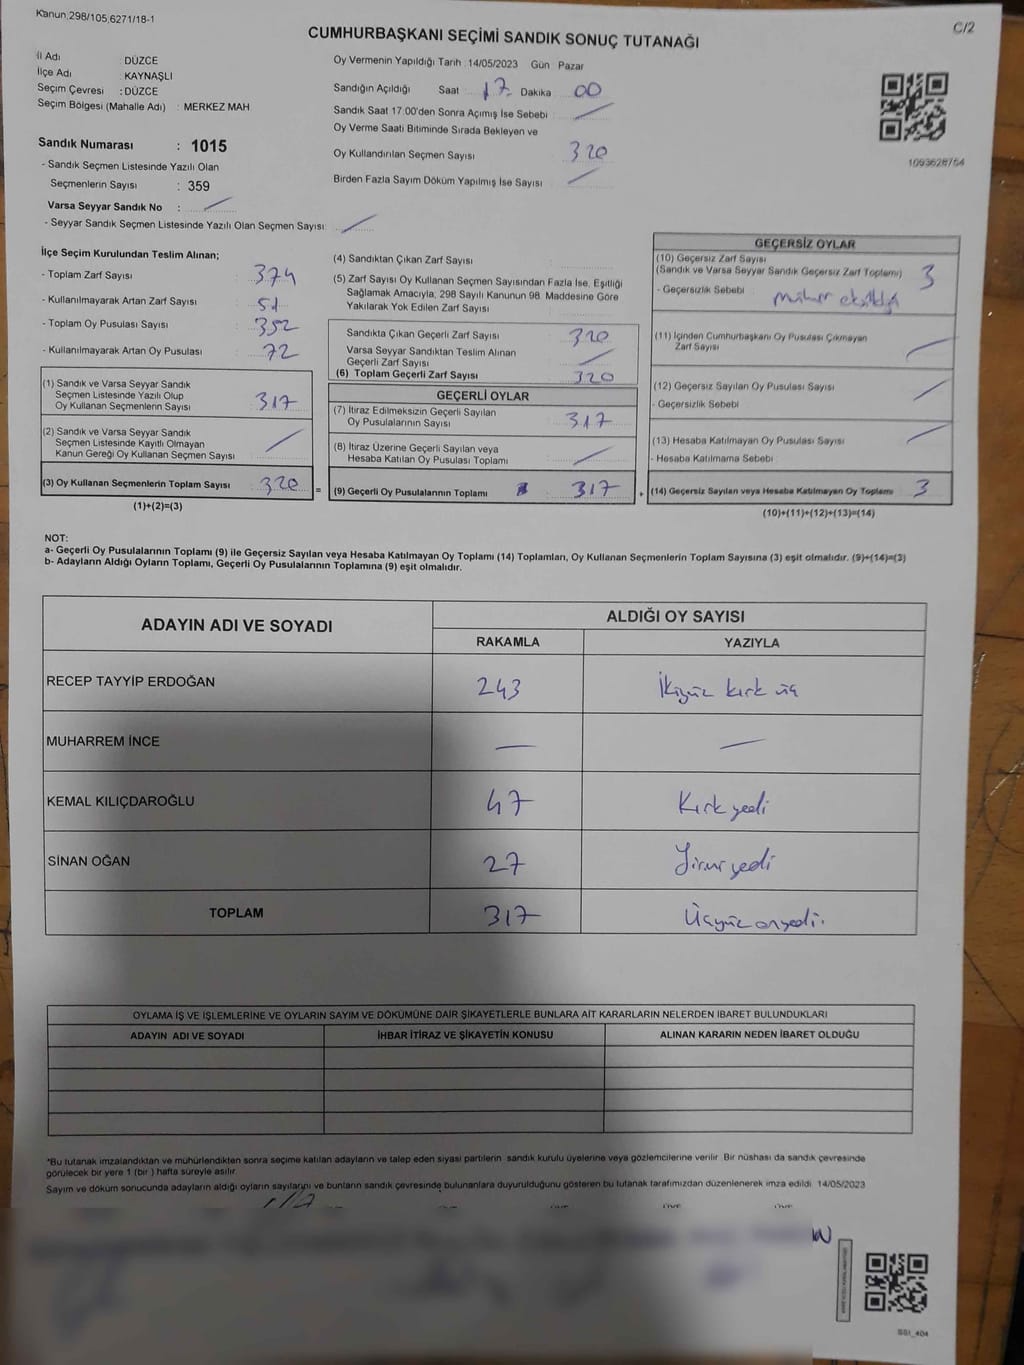 Kanun,298/105,6271/18-1
C/2
CUMHURBAŞKANI SEÇİMİ SANDIK SONUÇ TUTANAĞI
İl Adı : DÜZCE
İlçe Adı : KAYNAŞLI
Seçim Çevresi : DÜZCE
Seçim Bölgesi (Mahalle Adı) : MERKEZ MAH
Sandık Numarası : 1015
- Sandık Seçmen Listesinde Yazılı Olan
Seçmenlerin Sayısı : 359
Varsa Seyyar Sandık No :
- Seyyar Sandık Seçmen Listesinde Yazılı Olan Seçmen Sayısı:
Oy Vermenin Yapıldığı Tarih :14/05/2023 Gün Pazar
Sandığın Açıldığı Saat 17 Dakika 00
Sandık Saat 17:00'den Sonra Açımış İse Sebebi
Oy Verme Saati Bitiminde Sırada Bekleyen ve
Oy Kullandırılan Seçmen Sayısı 320
Birden Fazla Sayım Döküm Yapılmış İse Sayısı
1093628754
İlçe Seçim Kurulundan Teslim Alınan;
- Toplam Zarf Sayısı : 374
- Kullanılmayarak Artan Zarf Sayısı : 51
- Toplam Oy Pusulası Sayısı : 352
- Kullanılmayarak Artan Oy Pusulası : 72
(1) Sandık ve Varsa Seyyar Sandık
Seçmen Listesinde Yazılı Olup
Oy Kullanan Seçmenlerin Sayısı : 317
(2) Sandık ve Varsa Seyyar Sandık
Seçmen Listesinde Kayıtlı Olmayan
Kanun Gereği Oy Kullanan Seçmen Sayısı :
(3) Oy Kullanan Seçmenlerin Toplam Sayısı : 320 =
(1)+(2)=(3)
(4) Sandıktan Çıkan Zarf Sayısı :
(5) Zarf Sayısı Oy Kullanan Seçmen Sayısından Fazla İse, Eşitliği
Sağlamak Amacıyla, 298 Sayılı Kanunun 98. Maddesine Göre
Yakılarak Yok Edilen Zarf Sayısı
Sandıkta Çıkan Geçerli Zarf Sayısı : 320
Varsa Seyyar Sandıktan Teslim Alınan
Geçerli Zarf Sayısı
(6) Toplam Geçerli Zarf Sayısı : 320
GEÇERLİ OYLAR
(7) İtiraz Edilmeksizin Geçerli Sayılan
Oy Pusulalarının Sayısı : 317
(8) İtiraz Üzerine Geçerli Sayılan veya
Hesaba Katılan Oy Pusulası Toplamı
(9) Geçerli Oy Pusulalarının Toplamı : 317 +
GEÇERSİZ OYLAR
(10) Geçersiz Zarf Sayısı
(Sandık ve Varsa Seyyar Sandık Geçersiz Zarf Toplamı) 3
- Geçersizlik Sebebi : mühür
(11) İçinden Cumhurbaşkanı Oy Pusulası Çıkmayan
Zarf Sayısı
(12) Geçersiz Sayılan Oy Pusulası Sayısı
- Geçersizlik Sebebi
(13) Hesaba Katılmayan Oy Pusulası Sayısı
- Hesaba Katılmama Sebebi
(14) Geçersiz Sayılan veya Hesaba Katılmayan Oy Toplamı 3
(10)+(11)+(12)+(13)=(14)
NOT:
a- Geçerli Oy Pusulalarının Toplamı (9) ile Geçersiz Sayılan veya Hesaba Katılmayan Oy Toplamı (14) Toplamları, Oy Kullanan Seçmenlerin Toplam Sayısına (3) eşit olmalıdır. (9)+(14)=(3)
b- Adayların Aldığı Oyların Toplamı, Geçerli Oy Pusulalarının Toplamına (9) eşit olmalıdır.
ADAYIN ADI VE SOYADI
ALDIĞI OY SAYISI
RAKAMLA YAZIYLA
RECEP TAYYİP ERDOĞAN 243 İkiyüz kırk üç
MUHARREM İNCE — —
KEMAL KILIÇDAROĞLU 47 Kırk yedi
SİNAN OĞAN 27 Yirmi yedi
TOPLAM 317 Üçyüz onyedi.
OYLAMA İŞ VE İŞLEMLERİNE VE OYLARIN SAYIM VE DÖKÜMÜNE DAİR ŞİKAYETLERLE BUNLARA AİT KARARLARIN NELERDEN İBARET BULUNDUKLARI
ADAYIN ADI VE SOYADI İHBAR İTİRAZ VE ŞİKAYETİN KONUSU ALINAN KARARIN NEDEN İBARET OLDUĞU
*Bu tutanak imzalandıktan ve mühürlendikten sonra seçime katılan adayların ve talep eden siyasi partilerin sandık kurulu üyelerine veya gözlemcilerine verilir. Bir nüshası da sandık çevresinde
görülecek bir yere 1 (bir ) hafta süreyle asılır.
Sayım ve döküm sonucunda adayların aldığı oyların sayılarını ve bunların sandık çevresinde bulunanlara duyurulduğunu gösteren bu tutanak tarafımızdan düzenlenerek imza edildi. 14/05/2023
SS1_404